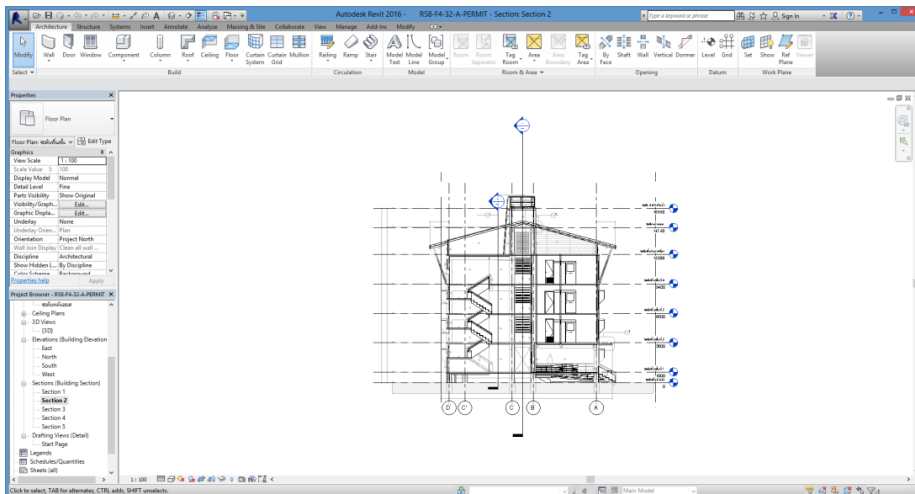 Autodesk Revit 2016 - R58-F4-32-A-PERMIT - Section: Section 2
Type a keyword or phrase
Sign In
Architecture Structure Systems Insert Annotate Analyze Massing & Site Collaborate View Manage Add-Ins Modify
Modify Wall Door Window Component Column Roof Ceiling Floor Curtain System Curtain Grid Mullion Railing Ramp Stair Model Text Model Line Model Group Room Room Separator Tag Room Area Area Boundary Tag Area By Face Shaft Wall Vertical Dormer Level Grid Set Show Ref Plane Viewer
Select Build Circulation Model Room & Area Opening Datum Work Plane
Properties
Floor Plan
Floor Plan:
Edit Type
Graphics
View Scale 1 : 100
Scale Value 1: 100
Display Model Normal
Detail Level Fine
Parts Visibility Show Original
Visibility/Graph... Edit...
Graphic Displa... Edit...
Underlay None
Underlay Orien... Plan
Orientation Project North
Wall Join Display Clean all wall ...
Discipline Architectural
Show Hidden L... By Discipline
Color Scheme Background
Properties help Apply
Project Browser - R58-F4-32-A-PERMIT
Ceiling Plans
3D Views
{3D}
Elevations (Building Elevation
East
North
South
West
Sections (Building Section)
Section 1
Section 2
Section 3
Section 4
Section 5
Drafting Views (Detail)
Start Page
Legends
Schedules/Quantities
Sheets (all)
D C' C B A
1 : 100
Click to select, TAB for alternates, CTRL adds, SHIFT unselects.
:0
Main Model